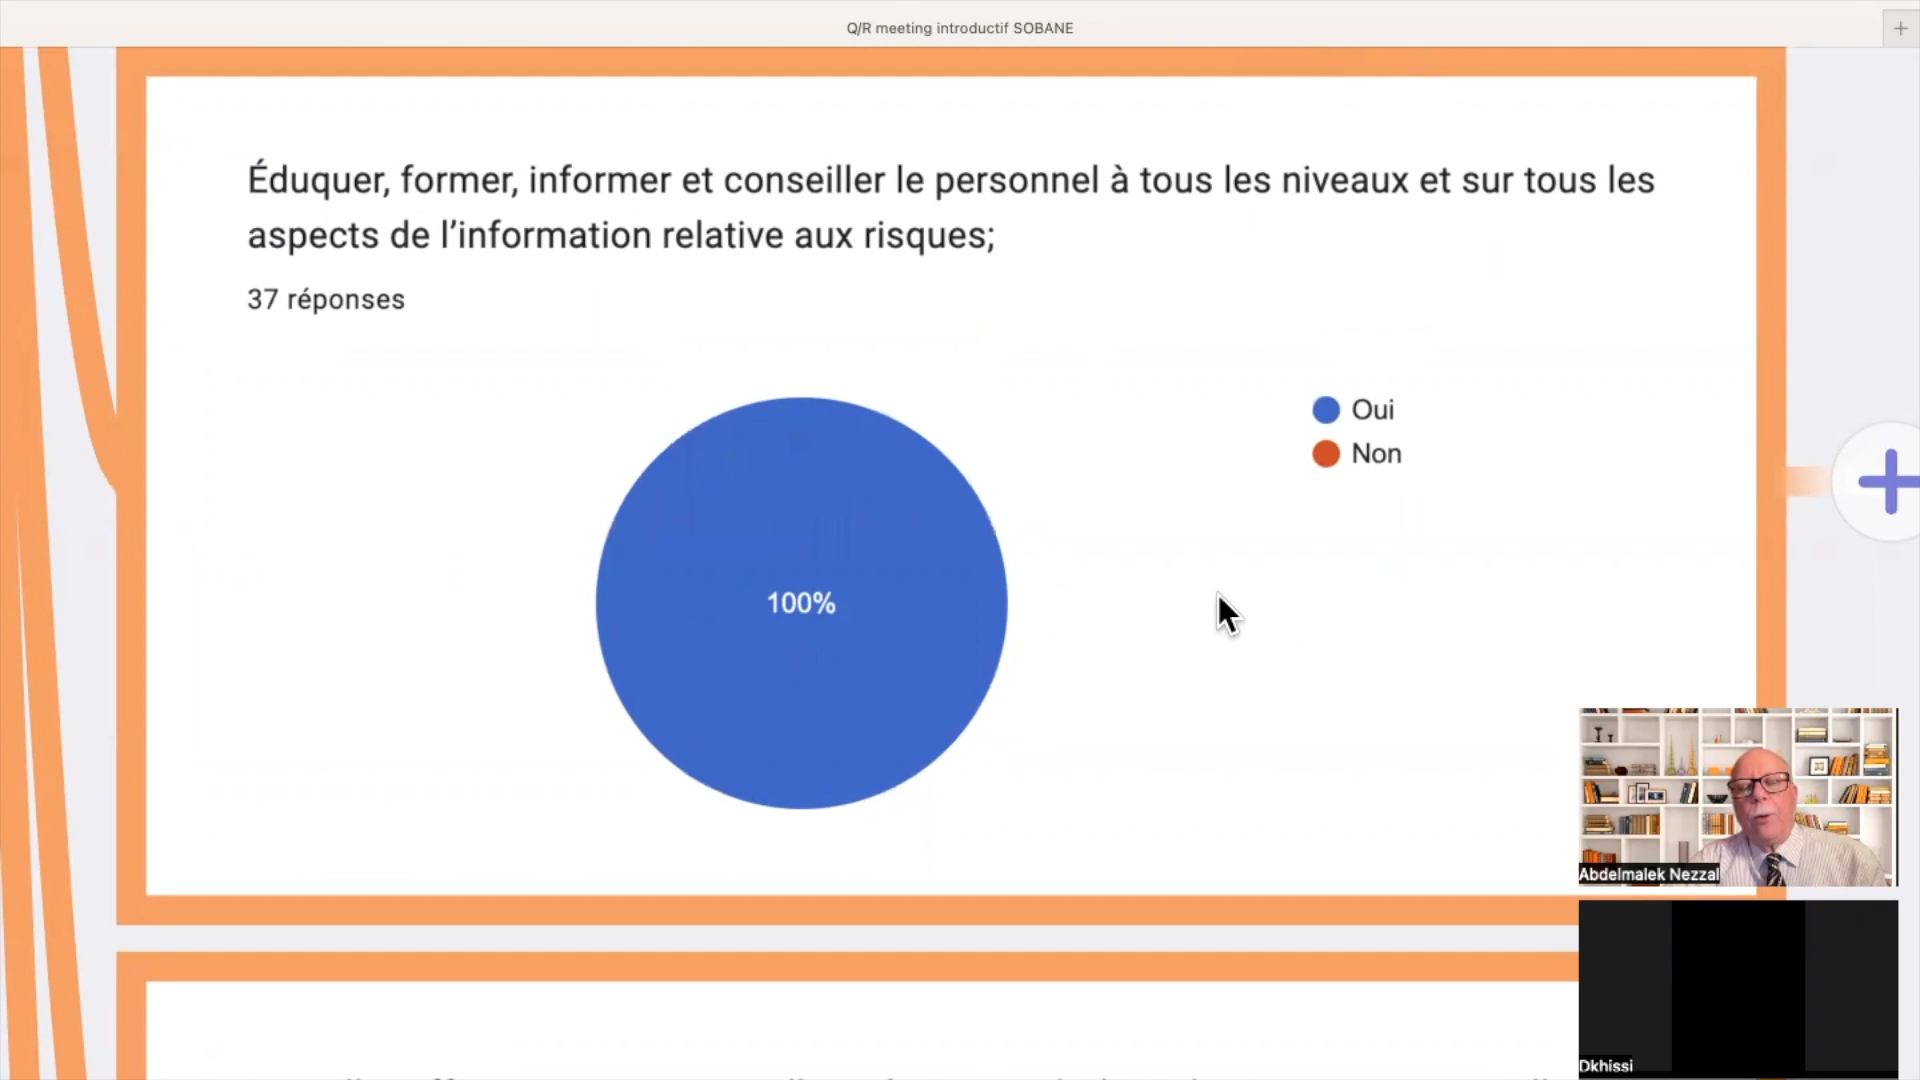 Q/R meeting introductif SOBANE
Éduquer, former, informer et conseiller le personnel à tous les niveaux et sur tous les
aspects de l’information relative aux risques;
37 réponses
Oui
Non
100%
Abdelmalek Nezzal
Dkhissi